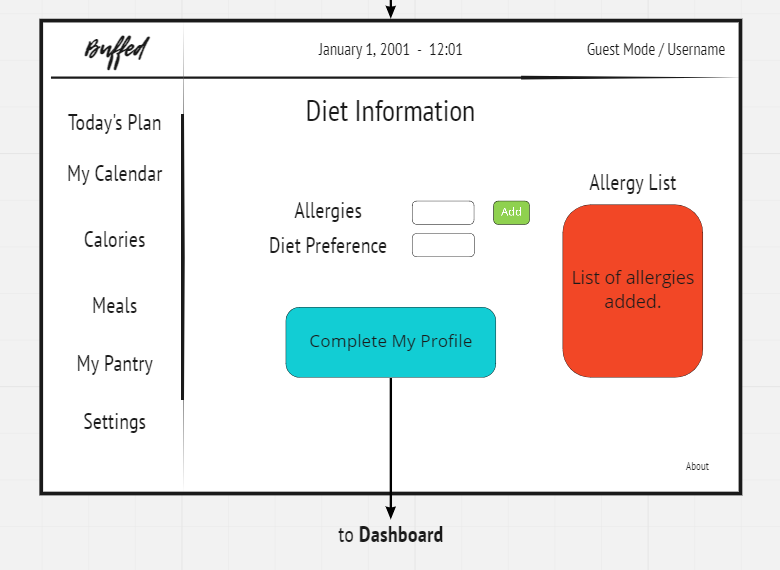 Buffed
January 1, 2001 - 12:01
Guest Mode / Username
Today's Plan
My Calendar
Calories
Meals
My Pantry
Settings
Diet Information
Allergies
Add
Diet Preference
Complete My Profile
Allergy List
List of allergies
added.
About
to Dashboard